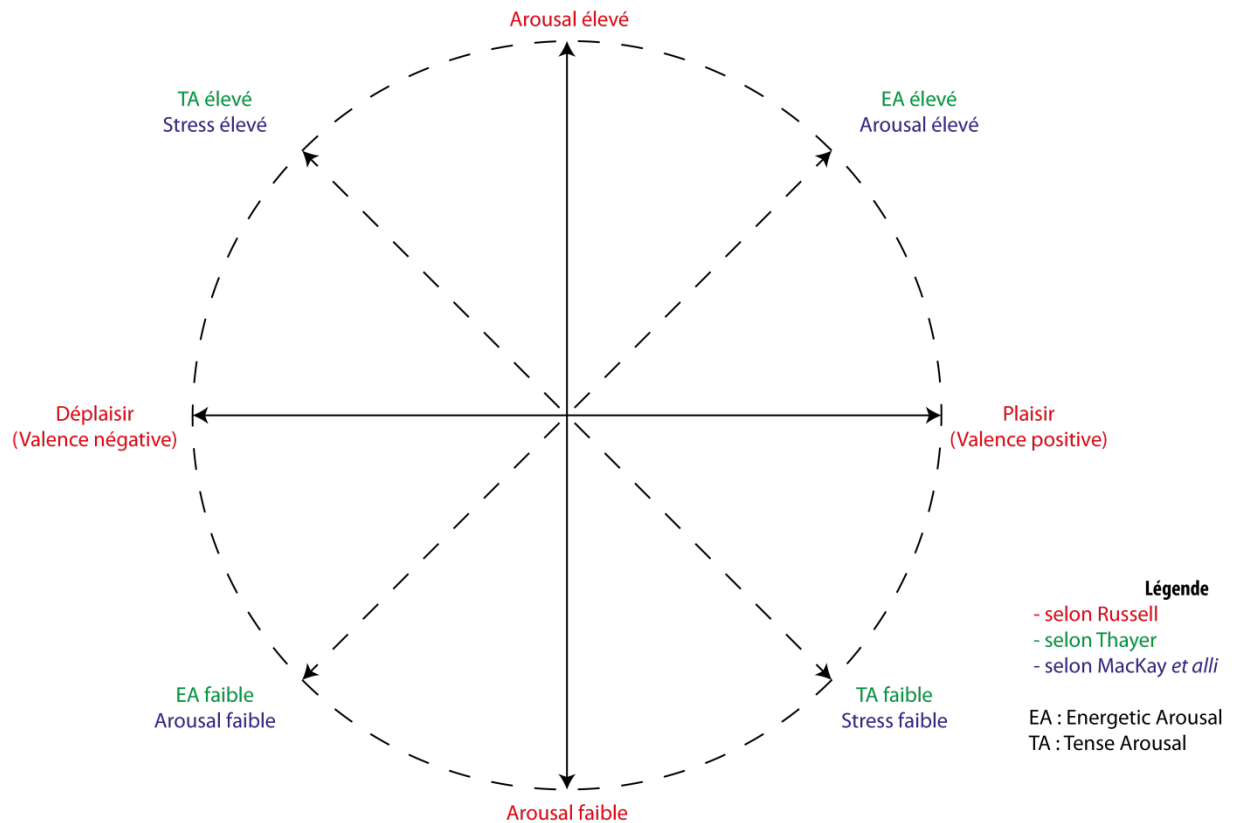 Arousal élevé
TA élevé
Stress élevé
EA élevé
Arousal élevé
Déplaisir
(Valence négative)
Plaisir
(Valence positive)
EA faible
Arousal faible
TA faible
Stress faible
Arousal faible
Légende
- selon Russell
- selon Thayer
- selon MacKay et alli
EA : Energetic Arousal
TA : Tense Arousal